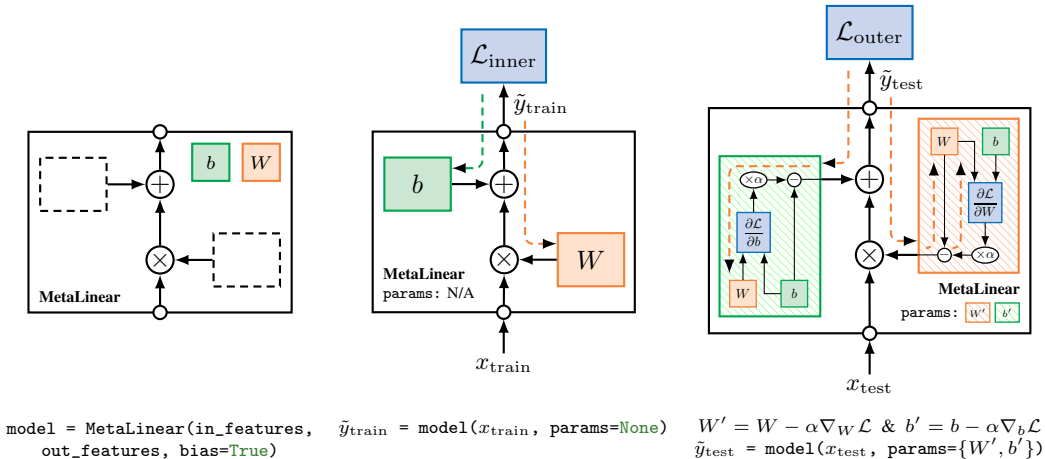 b
W
+
×
MetaLinear
model = MetaLinear(in_features,
out_features, bias=True)
ℒinner
ỹtrain
b
+
×
W
MetaLinear
params: N/A
xtrain
ỹtrain = model(xtrain, params=None)
ℒouter
ỹtest
×α
−
∂ℒ/∂b
W
b
+
×
W
b
∂ℒ/∂W
−
×α
MetaLinear
params: W′ b′
xtest
W′ = W − α∇Wℒ & b′ = b − α∇bℒ
ỹtest = model(xtest, params={W′, b′})